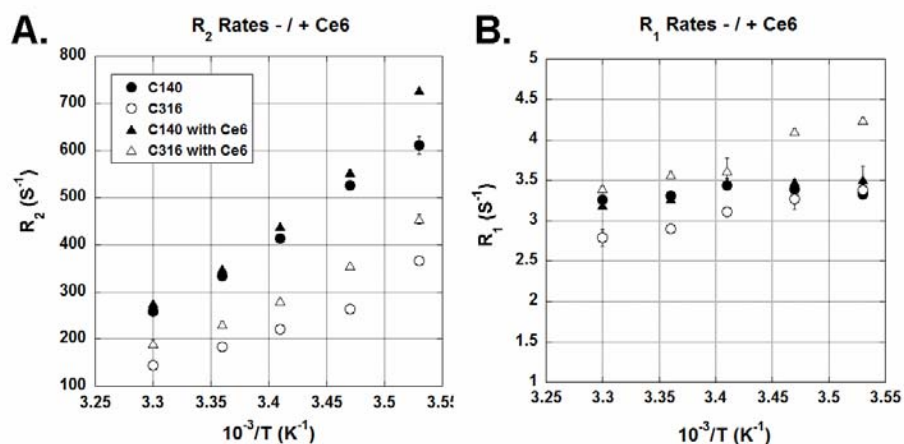 A.
R₂ Rates - / + Ce6
800
700
600
500
400
300
200
100
R₂ (S⁻¹)
C140
C316
C140 with Ce6
C316 with Ce6
3.25
3.3
3.35
3.4
3.45
3.5
3.55
10⁻³/T (K⁻¹)
B.
R₁ Rates - / + Ce6
5
4.5
4
3.5
3
2.5
2
1.5
1
R₁ (S⁻¹)
3.25
3.3
3.35
3.4
3.45
3.5
3.55
10⁻³/T (K⁻¹)